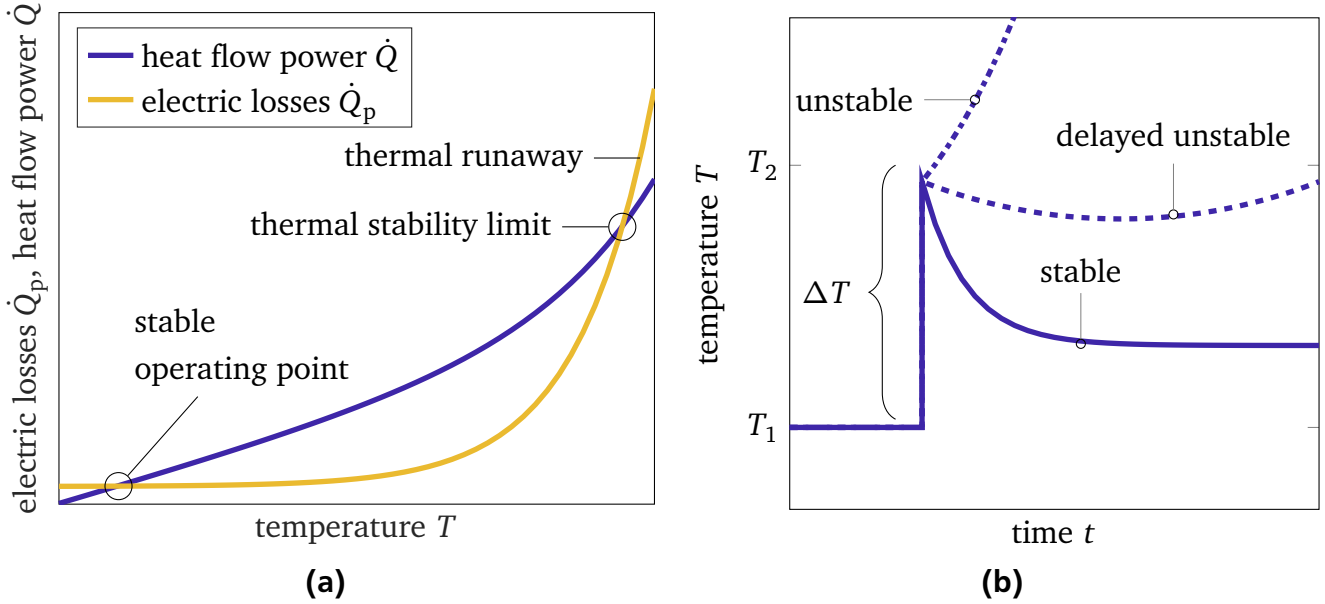 electric losses Q̇p, heat flow power Q̇
heat flow power Q̇
electric losses Q̇p
thermal runaway
thermal stability limit
stable
operating point
temperature T
(a)
temperature T
T2
T1
ΔT
unstable
delayed unstable
stable
time t
(b)